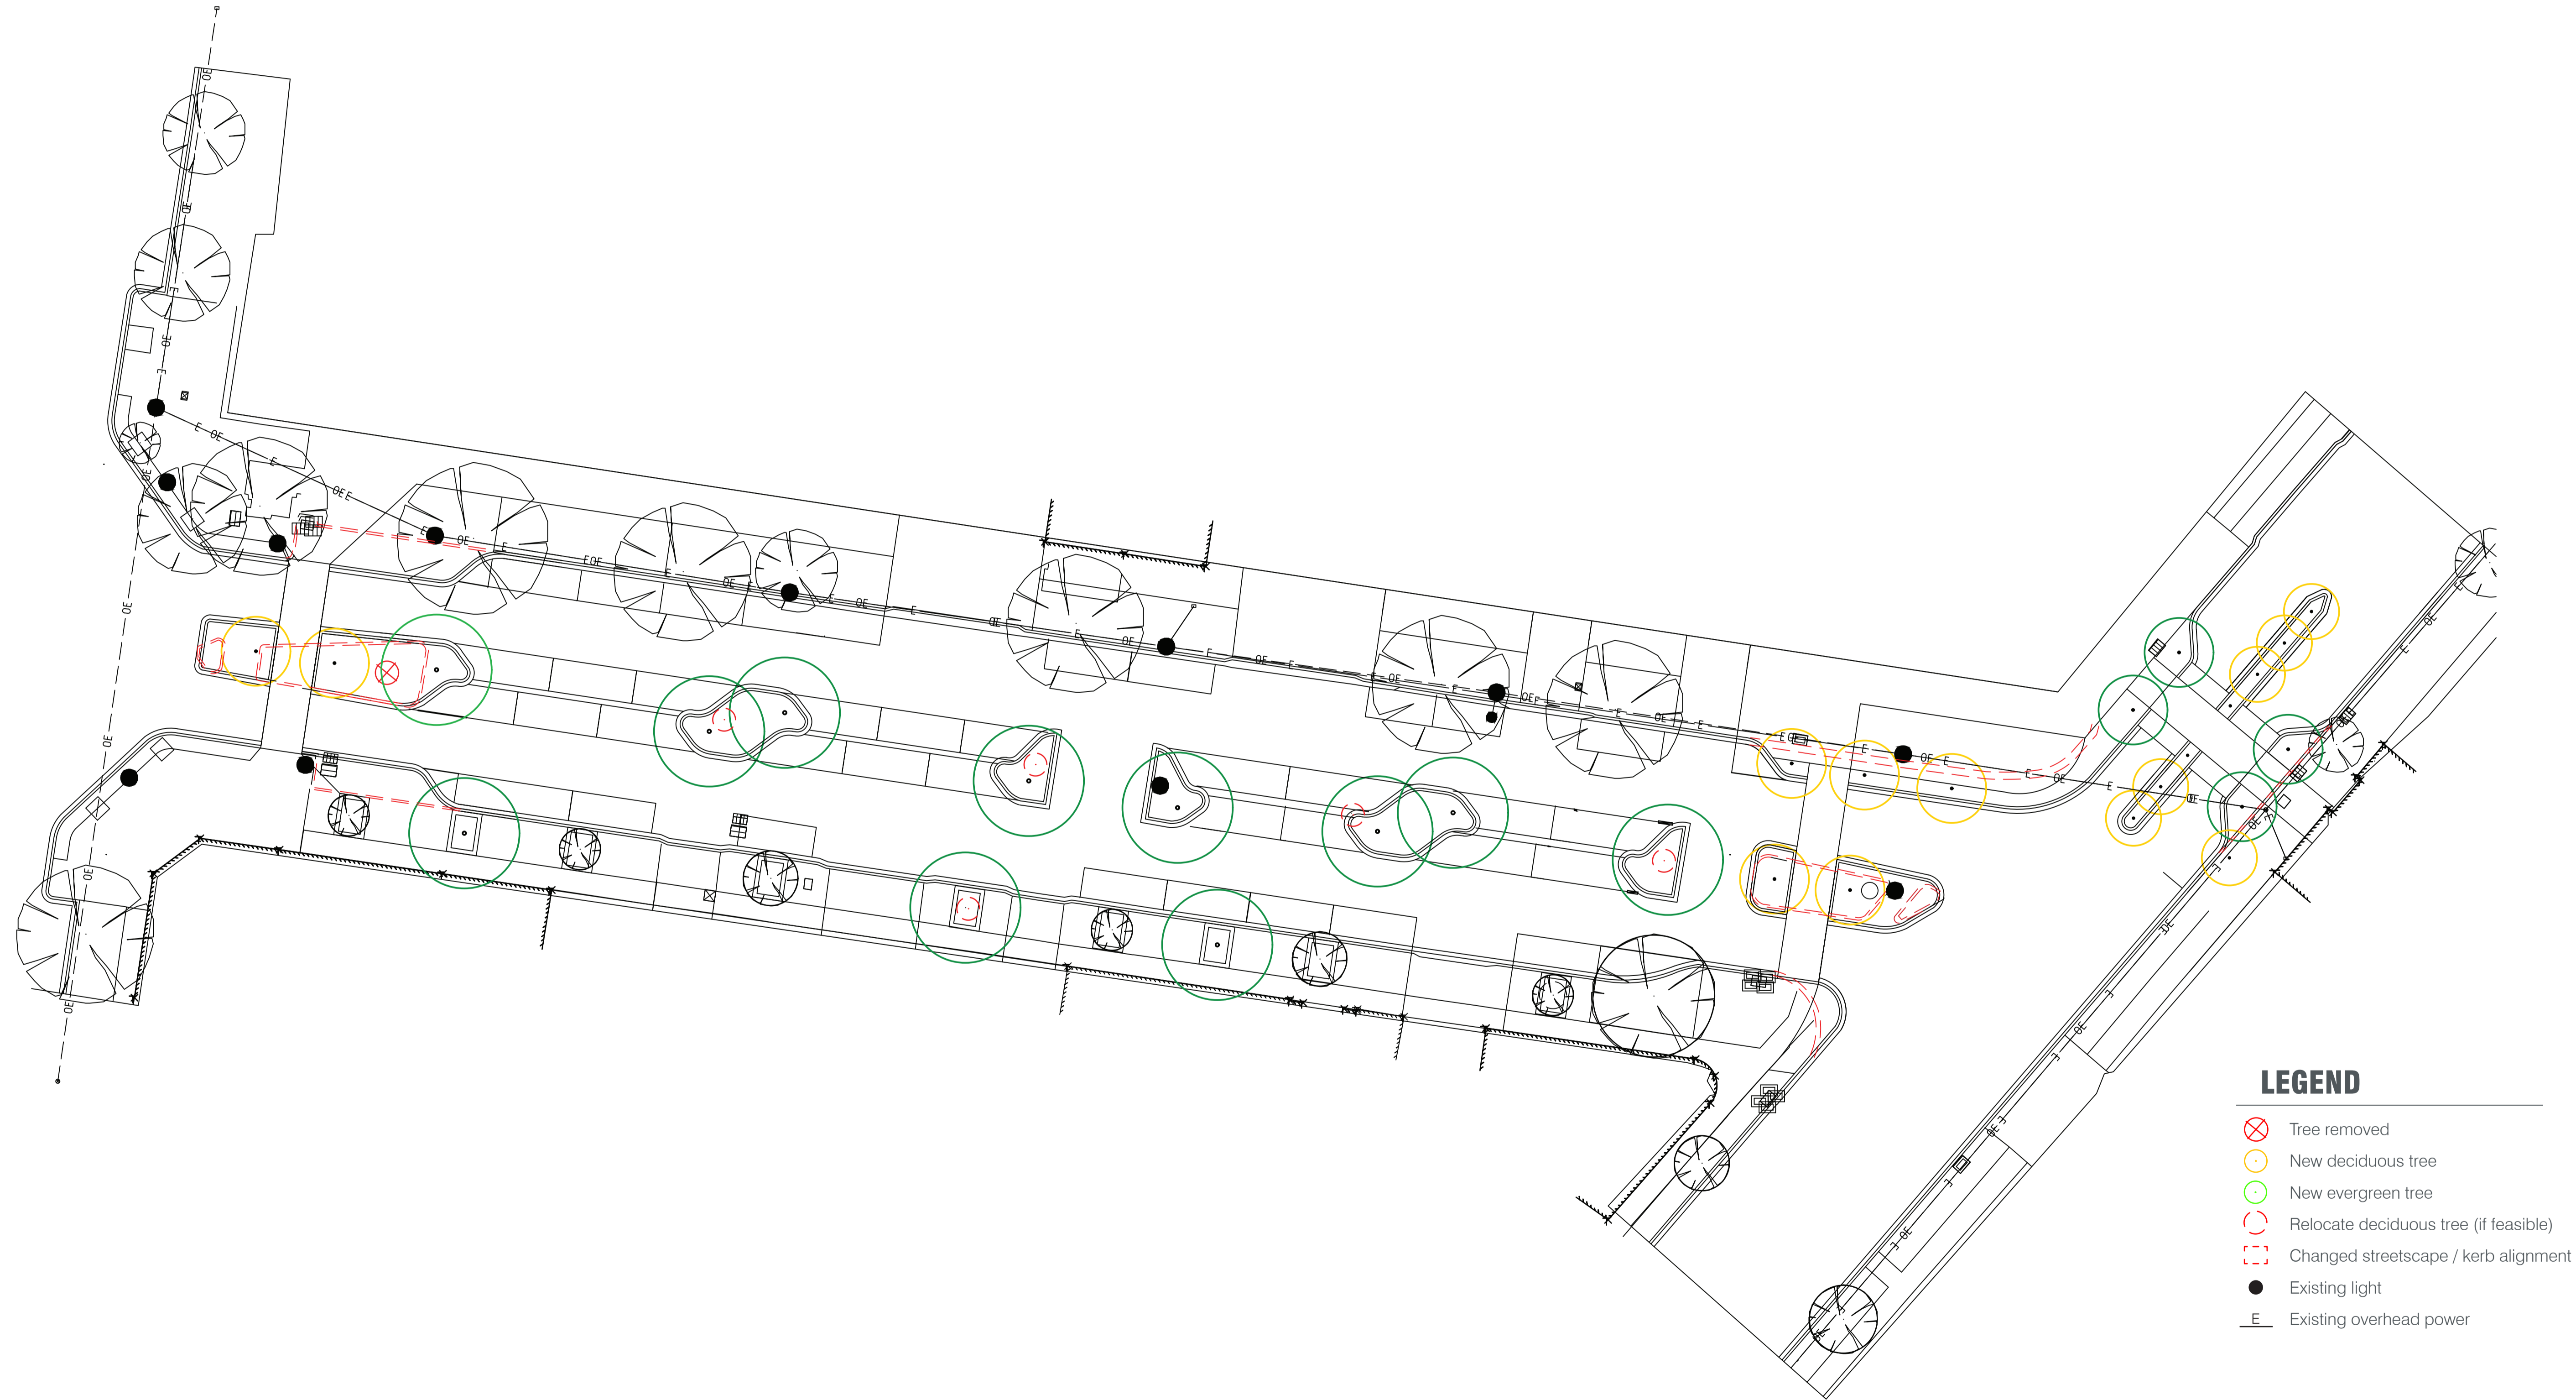 LEGEND
Tree removed
New deciduous tree
New evergreen tree
Relocate deciduous tree (if feasible)
Changed streetscape / kerb alignment
Existing light
E Existing overhead power